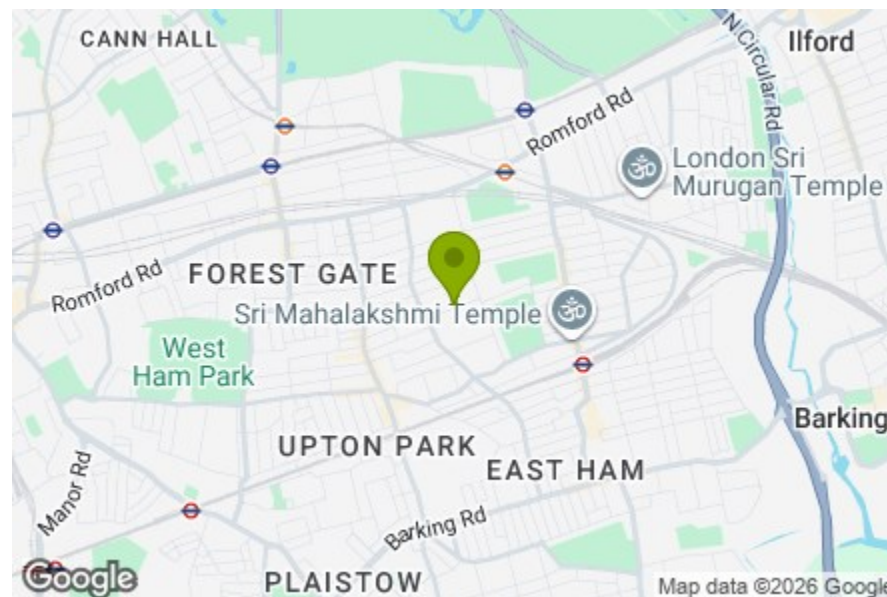 CANN HALL
Ilford
N Circular Rd
Romford Rd
London Sri
Murugan Temple
FOREST GATE
Romford Rd
Sri Mahalakshmi Temple
West
Ham Park
Barking
UPTON PARK
EAST HAM
Manor Rd
Barking Rd
Google
PLAISTOW
Map data ©2026 Google